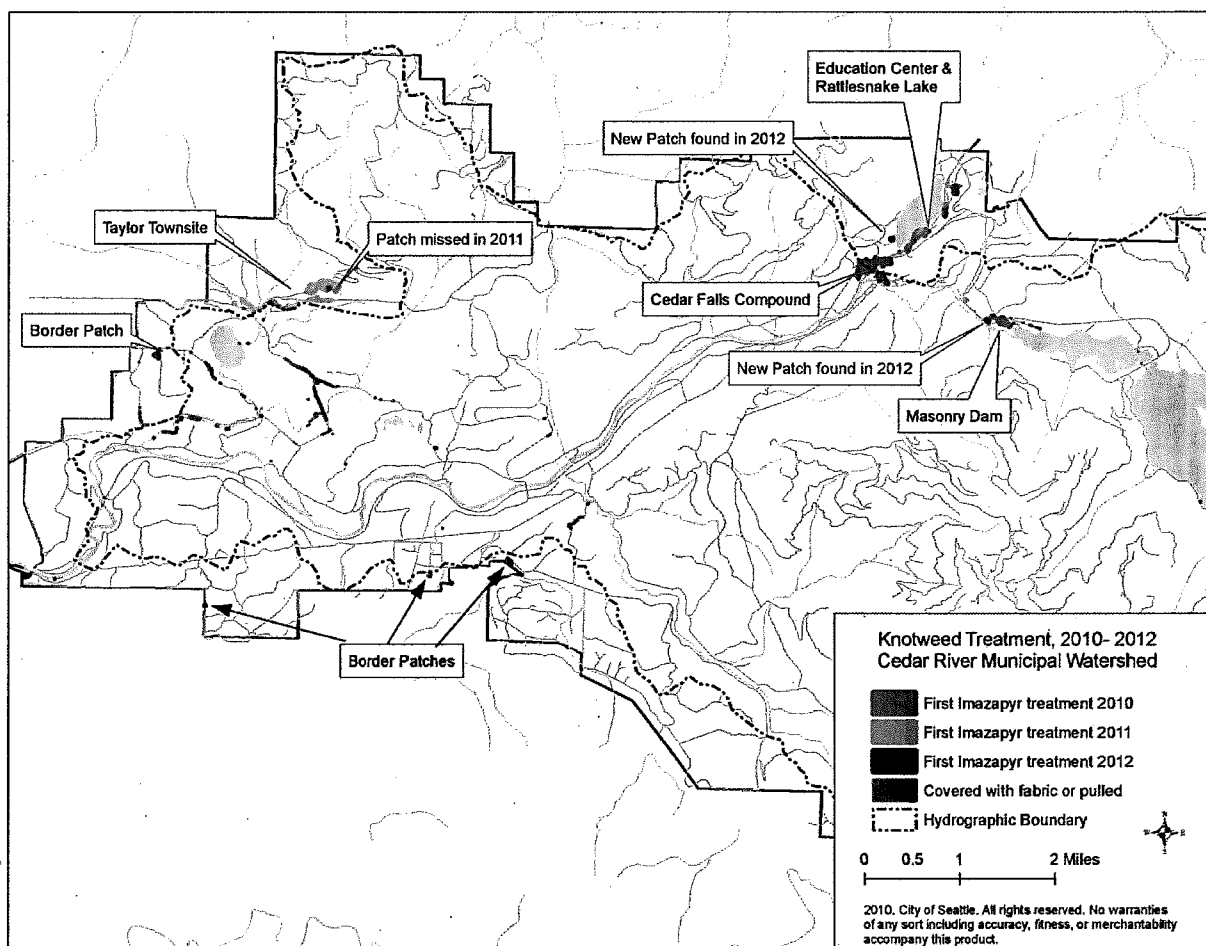 Education Center &
Rattlesnake Lake
New Patch found in 2012
Taylor Townsite
Patch missed in 2011
Cedar Falls Compound
Border Patch
New Patch found in 2012
Masonry Dam
Border Patches
Knotweed Treatment, 2010- 2012
Cedar River Municipal Watershed
First Imazapyr treatment 2010
First Imazapyr treatment 2011
First Imazapyr treatment 2012
Covered with fabric or pulled
Hydrographic Boundary
0 0.5 1 2 Miles
2010. City of Seattle. All rights reserved. No warranties
of any sort including accuracy, fitness, or merchantability
accompany this product.